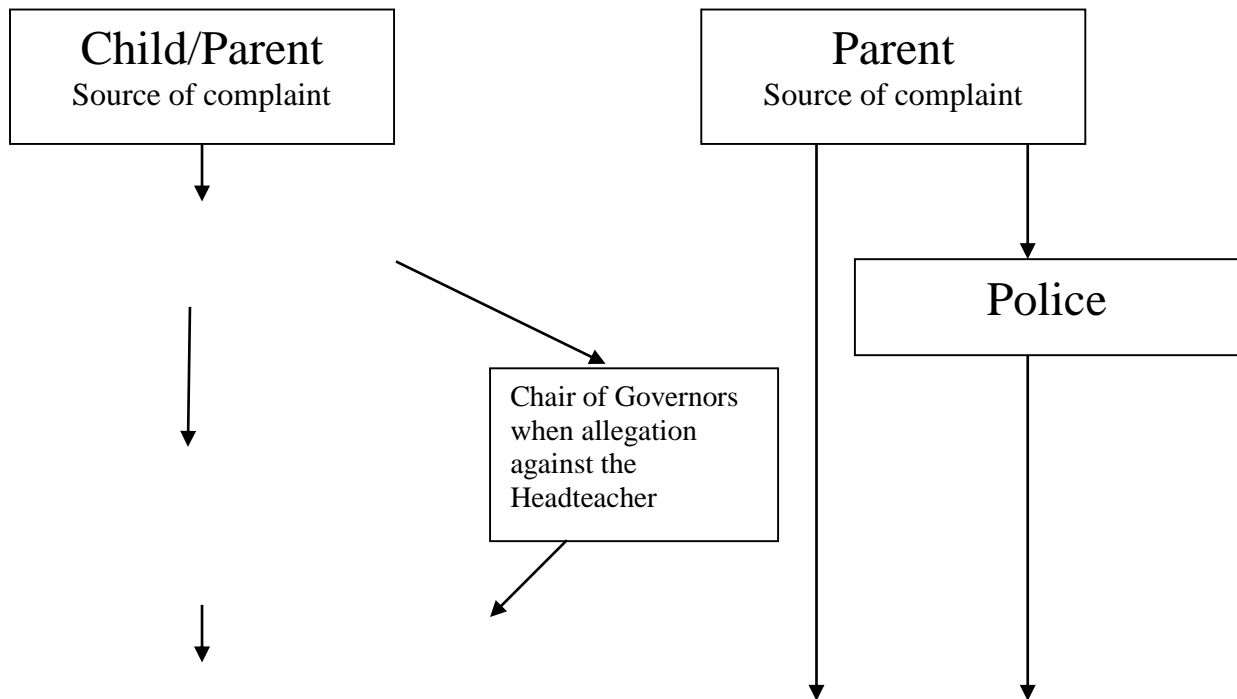 Child/Parent
Source of complaint
Parent
Source of complaint
Police
Chair of Governors
when allegation
against the
Headteacher